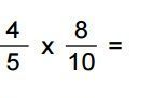 4/5 x 8/10 =